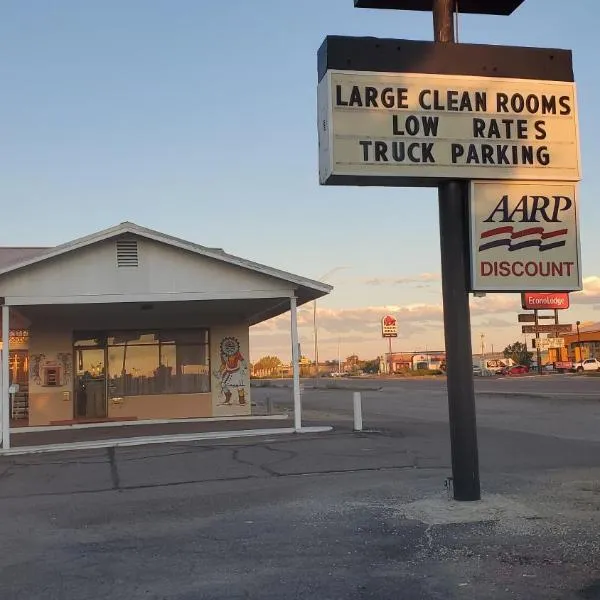 LARGE CLEAN ROOMS
LOW RATES
TRUCK PARKING
AARP
DISCOUNT
EconoLodge